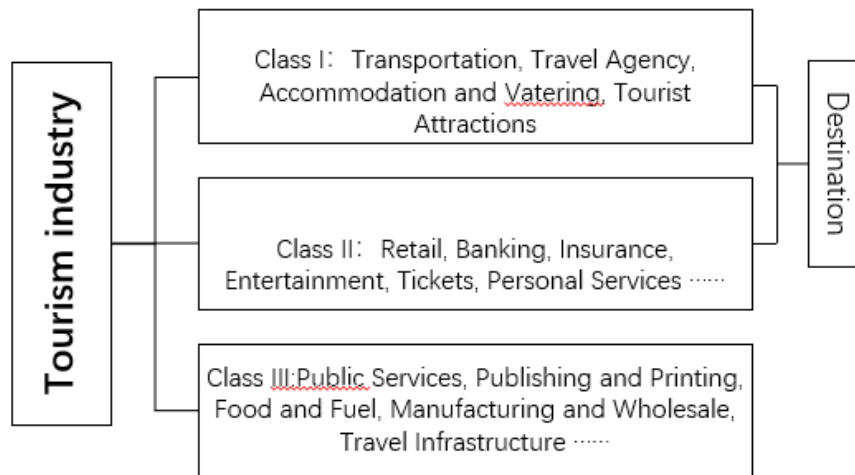 Tourism industry
Class I: Transportation, Travel Agency,
Accommodation and Vatering, Tourist
Attractions
Class II: Retail, Banking, Insurance,
Entertainment, Tickets, Personal Services ······
Class III:Public Services, Publishing and Printing,
Food and Fuel, Manufacturing and Wholesale,
Travel Infrastructure ······
Destination